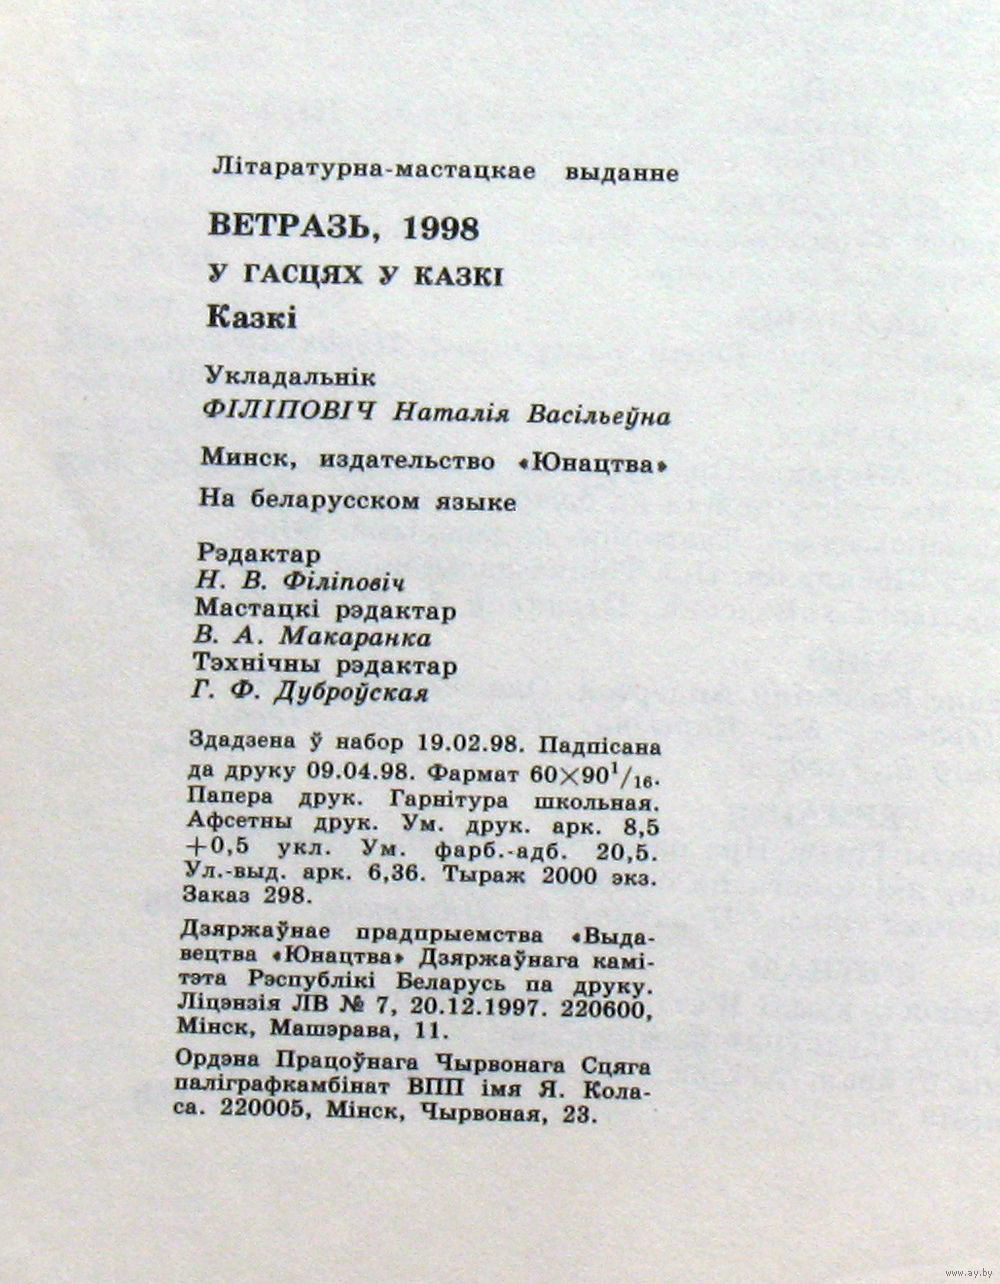 Літаратурна-мастацкае выданне
ВЕТРАЗЬ, 1998
У ГАСЦЯХ У КАЗКІ
Казкі
Укладальнік
ФІЛІПОВІЧ Наталія Васільеўна
Минск, издательство «Юнацтва»
На беларусском языке
Рэдактар
Н. В. Філіповіч
Мастацкі рэдактар
В. А. Макаранка
Тэхнічны рэдактар
Г. Ф. Дуброўская
Здадзена ў набор 19.02.98. Падпісана
да друку 09.04.98. Фармат 60×90¹/₁₆.
Папера друк. Гарнітура школьная.
Афсетны друк. Ум. друк. арк. 8,5
+0,5 укл. Ум. фарб.-адб. 20,5.
Ул.-выд. арк. 6,36. Тыраж 2000 экз.
Заказ 298.
Дзяржаўнае прадпрыемства «Выда-
вецтва «Юнацтва» Дзяржаўнага камі-
тэта Рэспублікі Беларусь па друку.
Ліцэнзія ЛВ № 7, 20.12.1997. 220600,
Мінск, Машэрава, 11.
Ордэна Працоўнага Чырвонага Сцяга
паліграфкамбінат ВПП імя Я. Кола-
са. 220005, Мінск, Чырвоная, 23.
www.ay.by